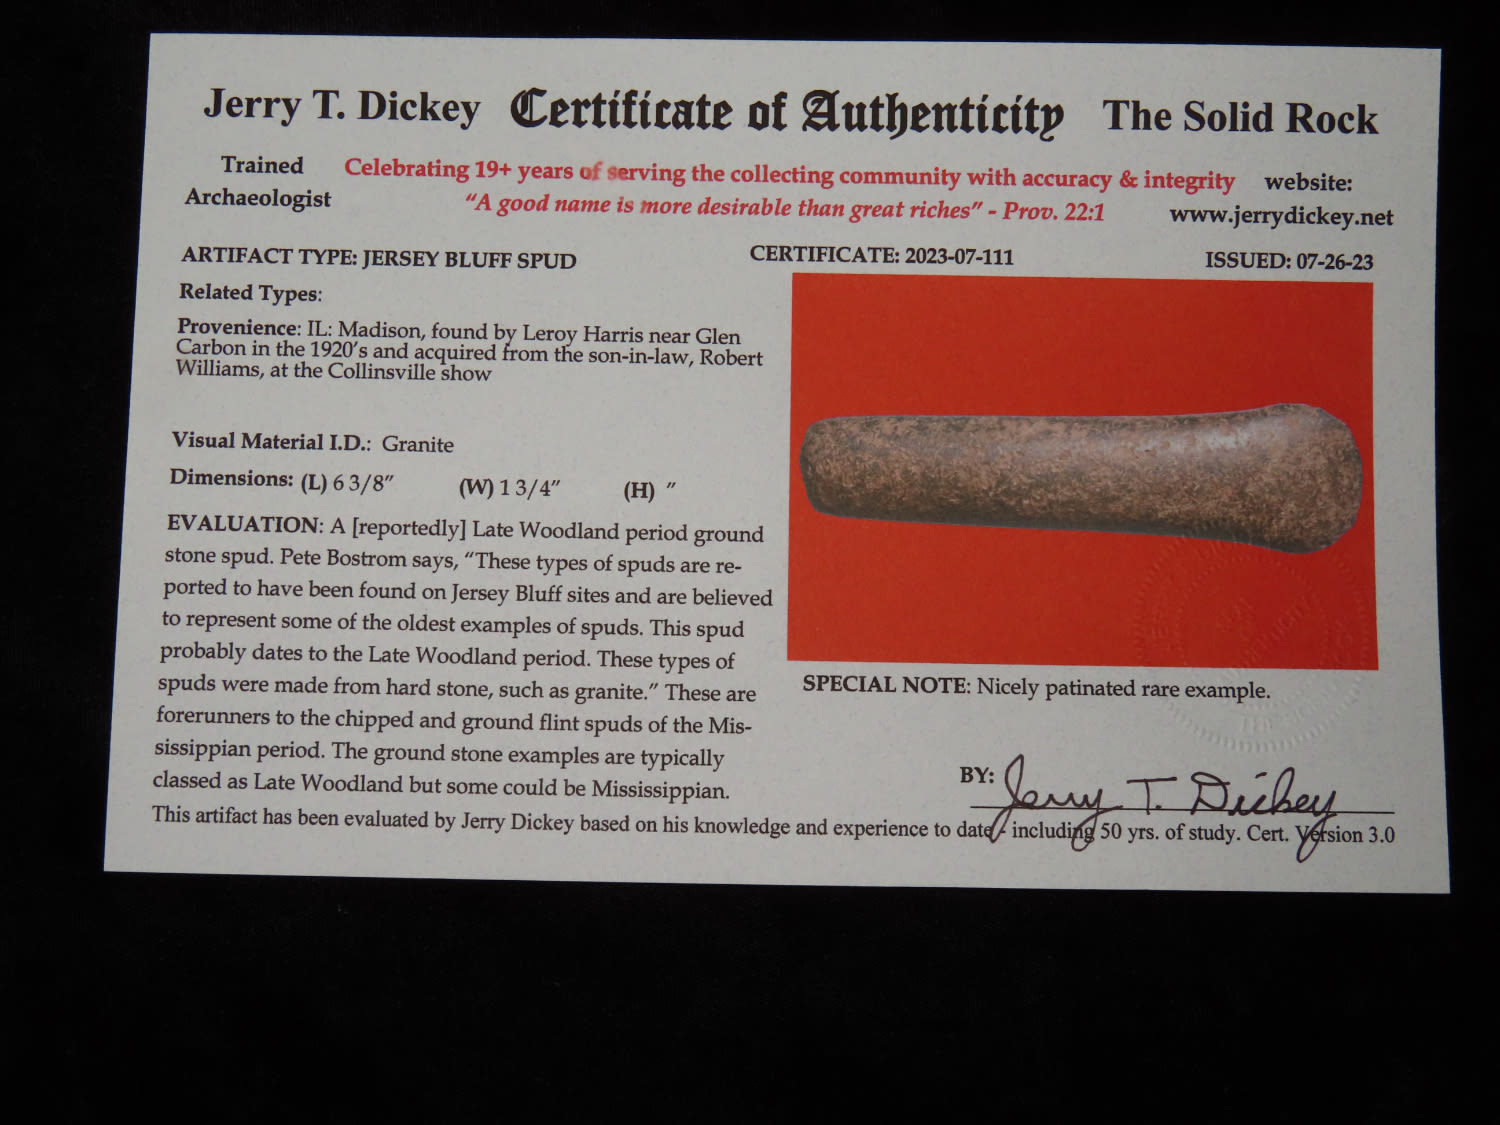 Jerry T. Dickey Certificate of Authenticity The Solid Rock
Trained Archaeologist
Celebrating 19+ years of serving the collecting community with accuracy & integrity
"A good name is more desirable than great riches" - Prov. 22:1
website:
www.jerrydickey.net
ARTIFACT TYPE: JERSEY BLUFF SPUD
CERTIFICATE: 2023-07-111
ISSUED: 07-26-23
Related Types:
Provenience: IL: Madison, found by Leroy Harris near Glen
Carbon in the 1920's and acquired from the son-in-law, Robert
Williams, at the Collinsville show
Visual Material I.D.: Granite
Dimensions: (L) 6 3/8" (W) 1 3/4" (H) "
EVALUATION: A [reportedly] Late Woodland period ground
stone spud. Pete Bostrom says, "These types of spuds are re-
ported to have been found on Jersey Bluff sites and are believed
to represent some of the oldest examples of spuds. This spud
probably dates to the Late Woodland period. These types of
spuds were made from hard stone, such as granite." These are
forerunners to the chipped and ground flint spuds of the Mis-
sissippian period. The ground stone examples are typically
classed as Late Woodland but some could be Mississippian.
SPECIAL NOTE: Nicely patinated rare example.
BY: Jerry T. Dickey
This artifact has been evaluated by Jerry Dickey based on his knowledge and experience to date - including 50 yrs. of study. Cert. Version 3.0